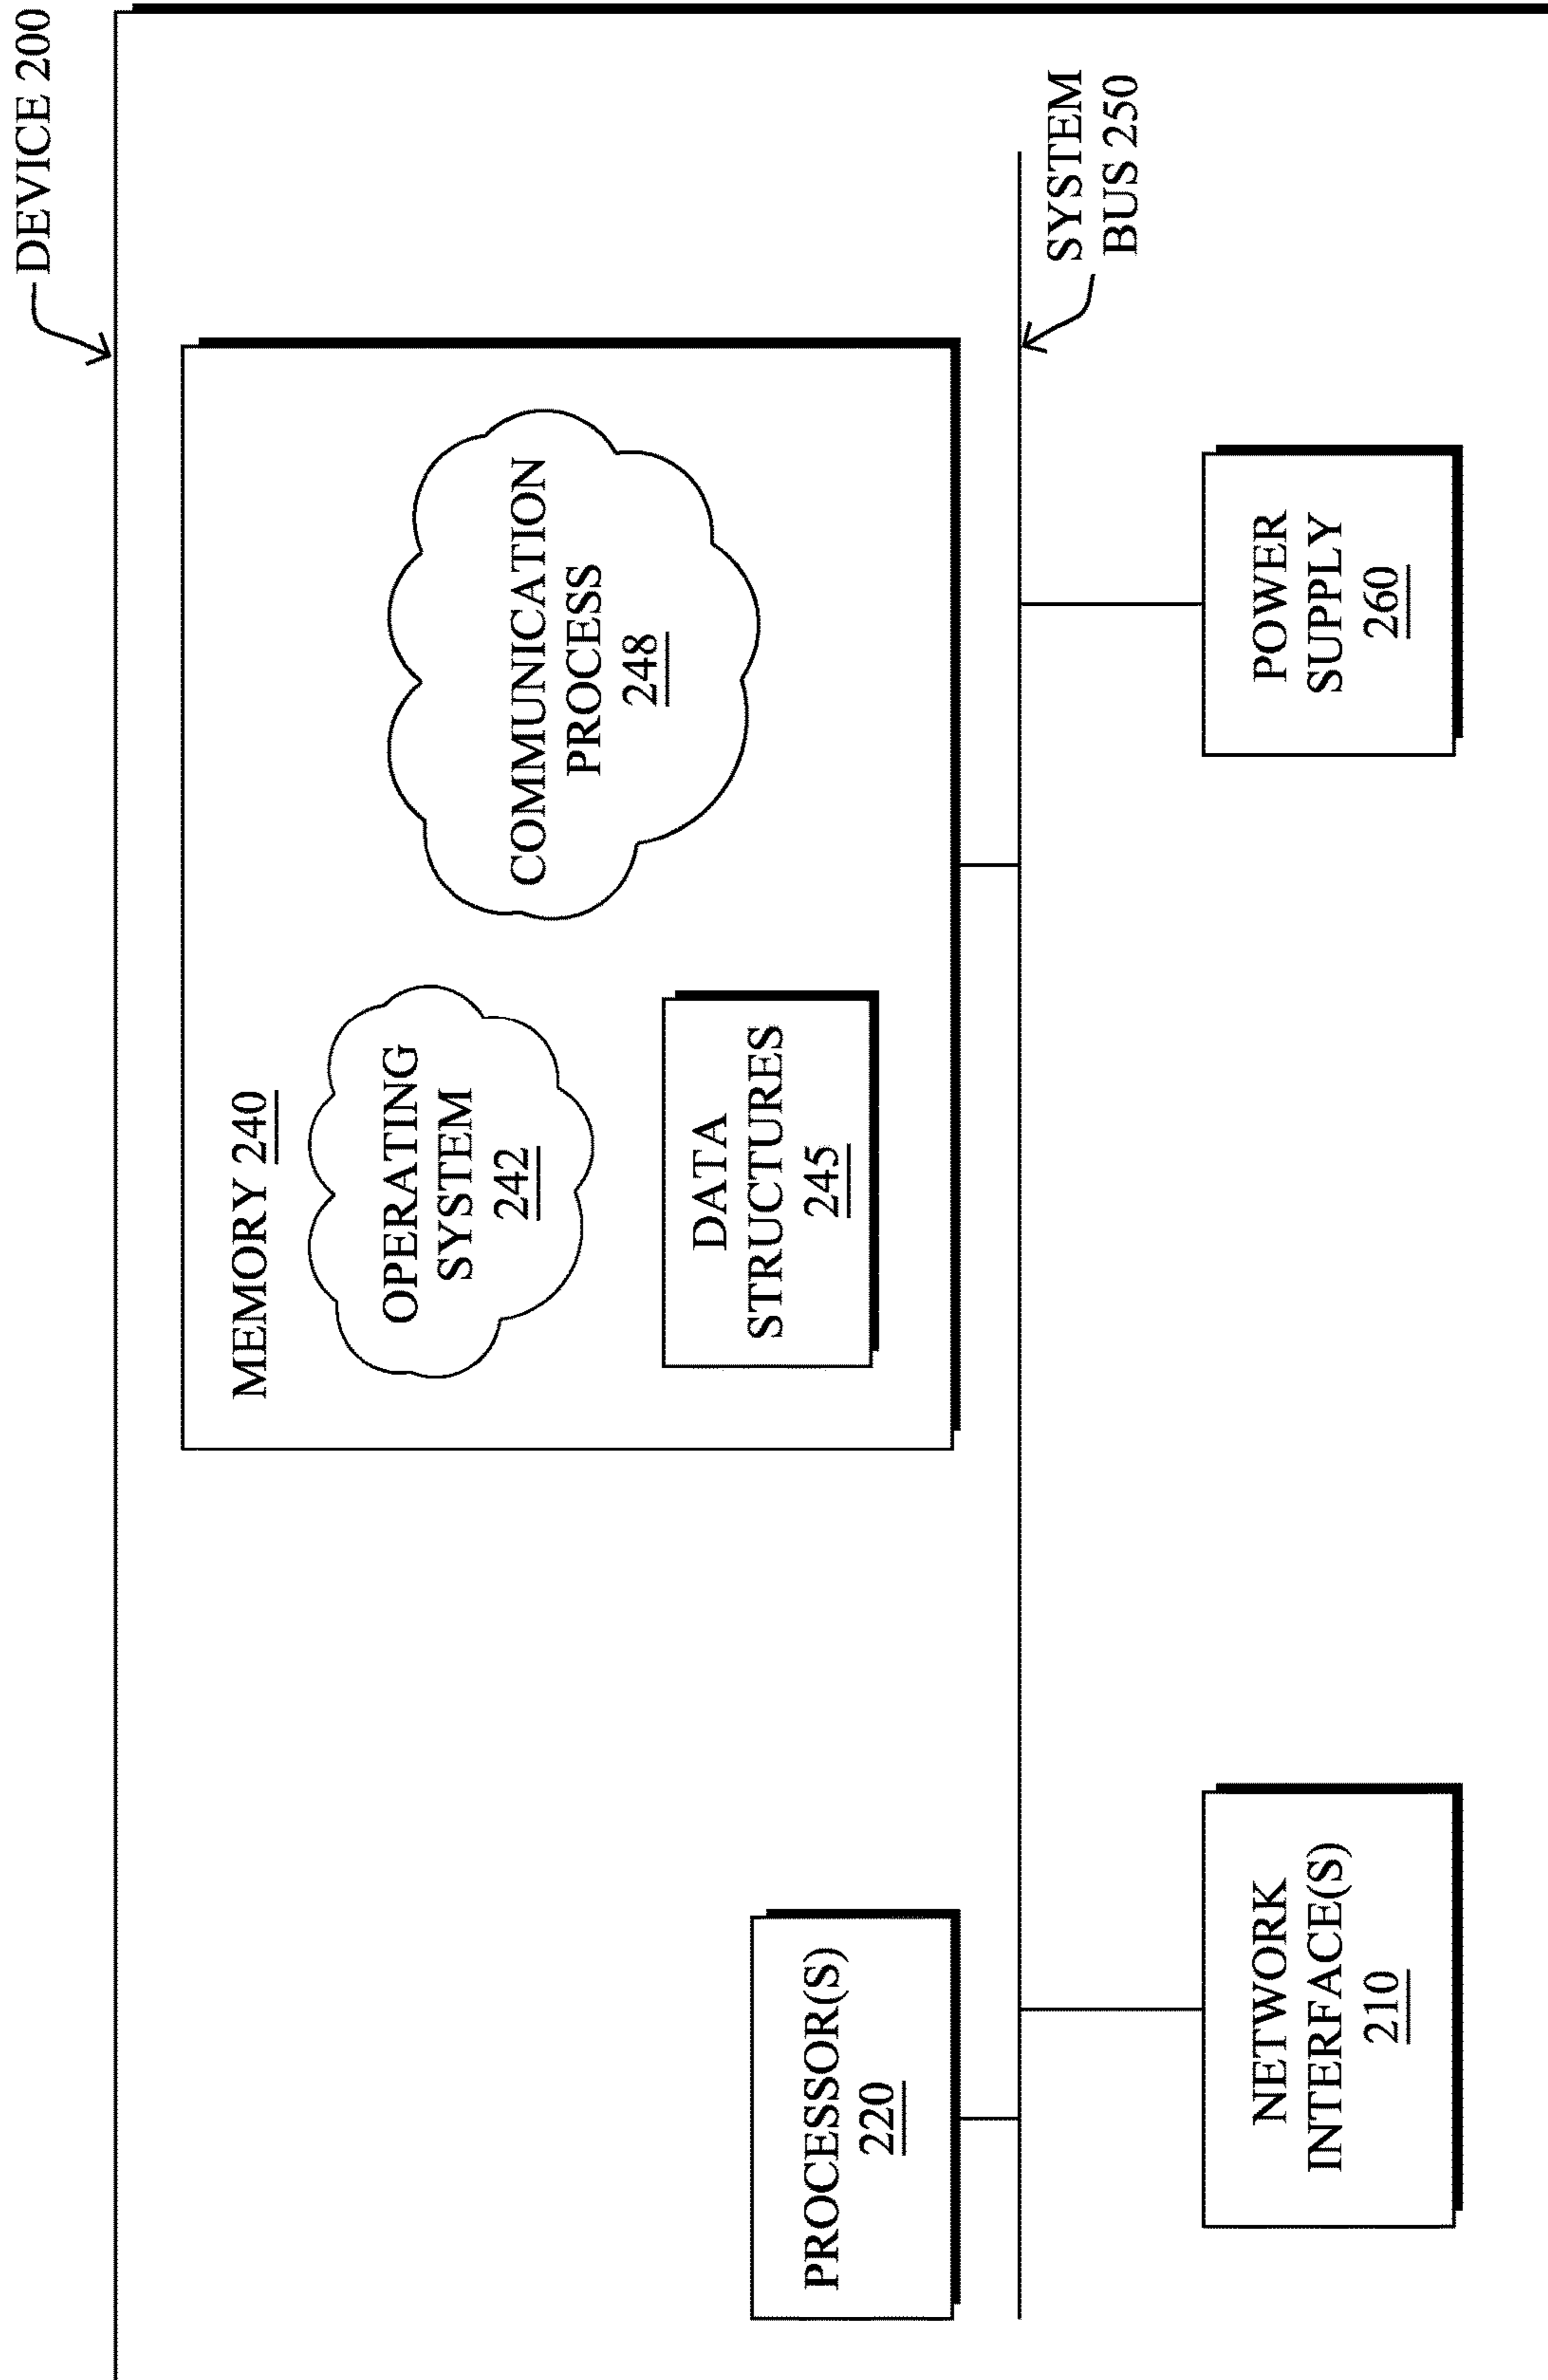 DEVICE 200
MEMORY 240
OPERATING
SYSTEM
242
COMMUNICATION
PROCESS
248
DATA
STRUCTURES
245
PROCESSOR(S)
220
SYSTEM
BUS 250
NETWORK
INTERFACE(S)
210
POWER
SUPPLY
260